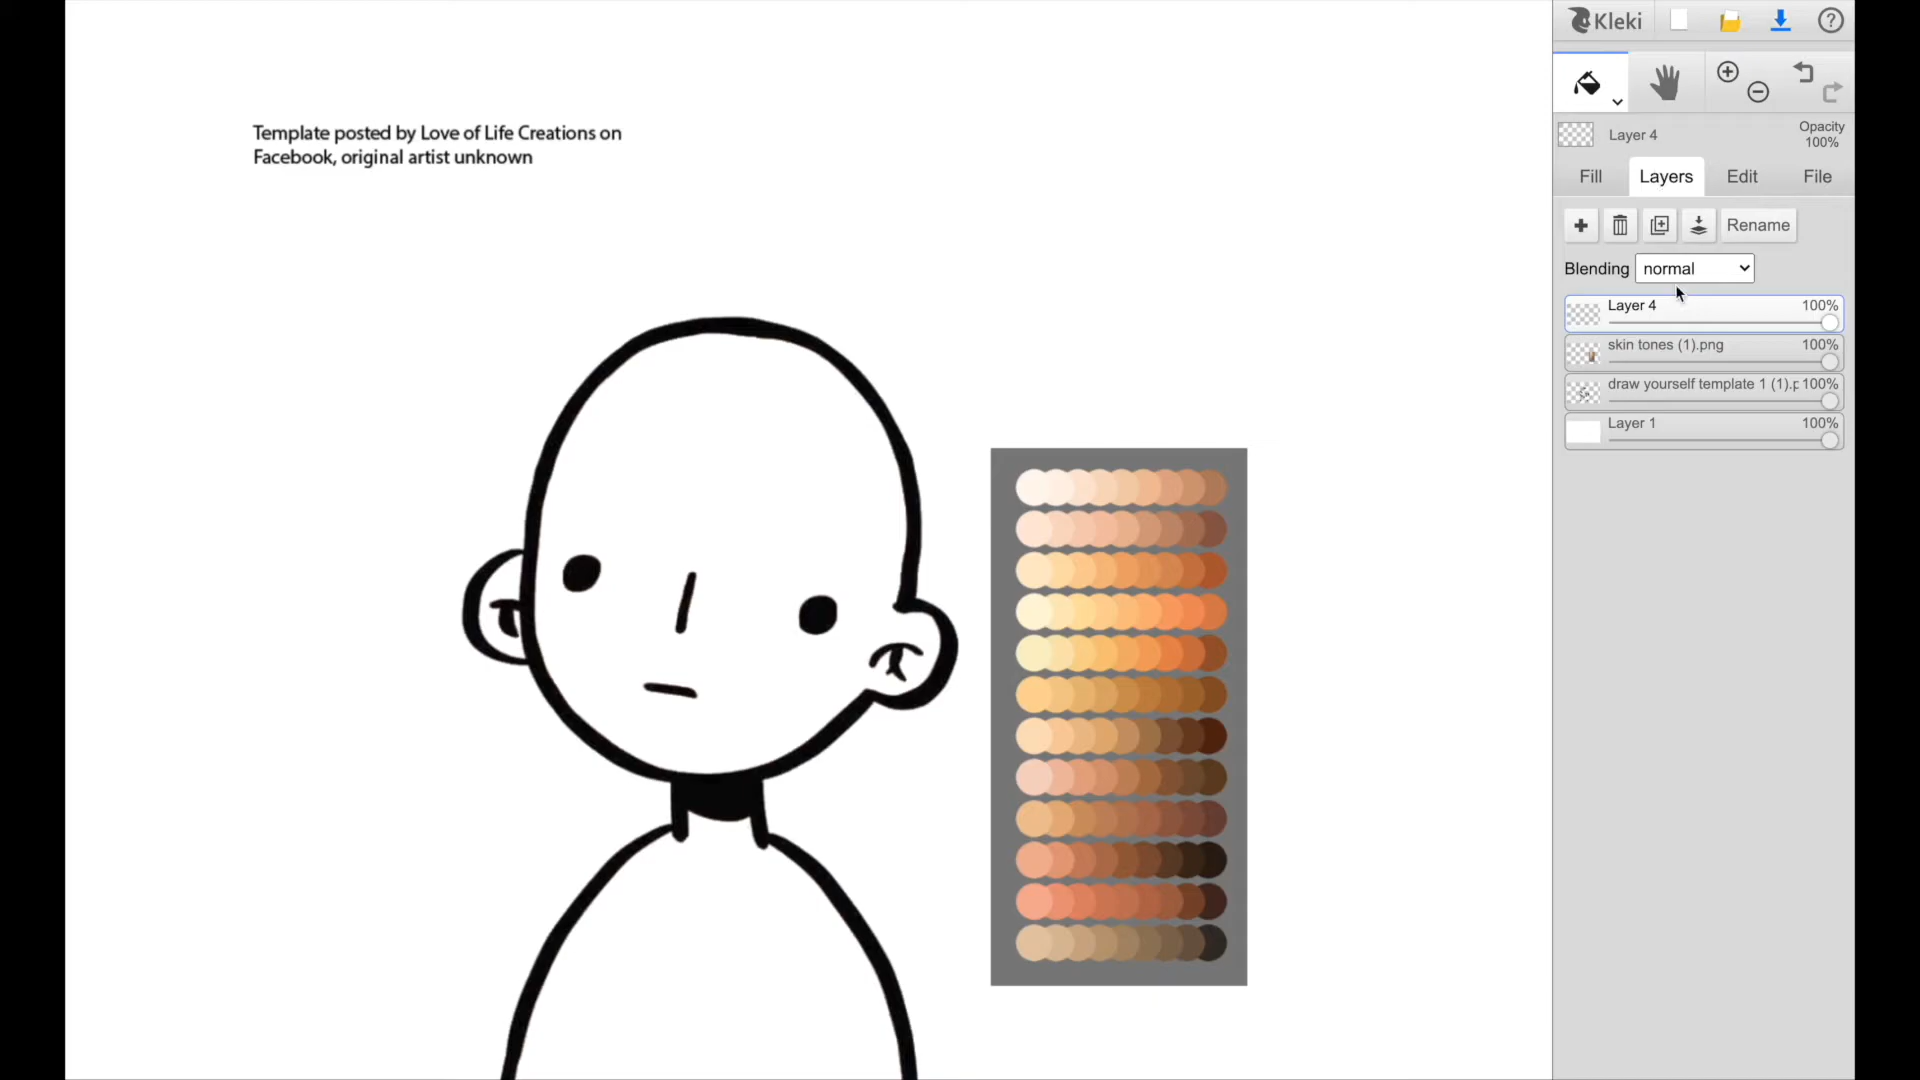 Kleki
Template posted by Love of Life Creations on
Facebook, original artist unknown
Layer 4
Opacity
100%
Fill
Layers
Edit
File
Rename
Blending
normal
Layer 4
100%
skin tones (1).png
100%
draw yourself template 1 (1).p
100%
Layer 1
100%